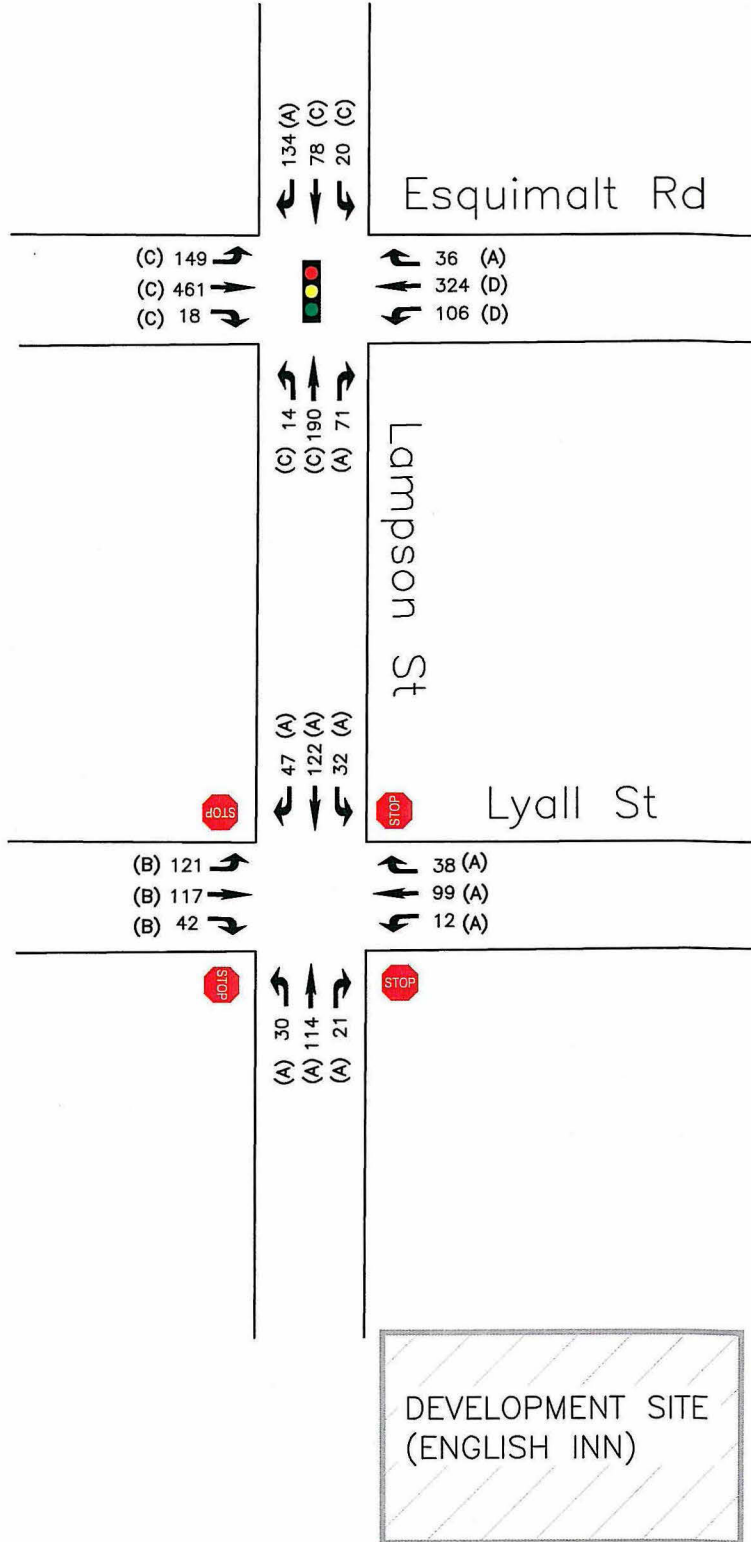 134 (A)
78 (C)
20 (C)
Esquimalt Rd
(C) 149
(C) 461
(C) 18
36 (A)
324 (D)
106 (D)
(C) 14
(C) 190
(A) 71
Lampson St
47 (A)
122 (A)
32 (A)
STOP
STOP
Lyall St
(B) 121
(B) 117
(B) 42
38 (A)
99 (A)
12 (A)
STOP
STOP
(A) 30
(A) 114
(A) 21
DEVELOPMENT SITE
(ENGLISH INN)